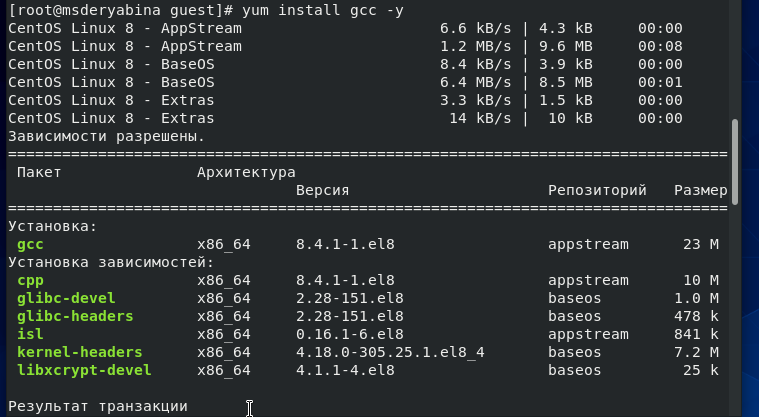 [root@msderyabina guest]# yum install gcc -y
CentOS Linux 8 - AppStream 6.6 kB/s | 4.3 kB 00:00
CentOS Linux 8 - AppStream 1.2 MB/s | 9.6 MB 00:08
CentOS Linux 8 - BaseOS 8.4 kB/s | 3.9 kB 00:00
CentOS Linux 8 - BaseOS 6.4 MB/s | 8.5 MB 00:01
CentOS Linux 8 - Extras 3.3 kB/s | 1.5 kB 00:00
CentOS Linux 8 - Extras 14 kB/s | 10 kB 00:00
Зависимости разрешены.
================================================================================
Пакет Архитектура
Версия Репозиторий Размер
================================================================================
Установка:
gcc x86_64 8.4.1-1.el8 appstream 23 M
Установка зависимостей:
cpp x86_64 8.4.1-1.el8 appstream 10 M
glibc-devel x86_64 2.28-151.el8 baseos 1.0 M
glibc-headers x86_64 2.28-151.el8 baseos 478 k
isl x86_64 0.16.1-6.el8 appstream 841 k
kernel-headers x86_64 4.18.0-305.25.1.el8_4 baseos 7.2 M
libxcrypt-devel x86_64 4.1.1-4.el8 baseos 25 k
Результат транзакции